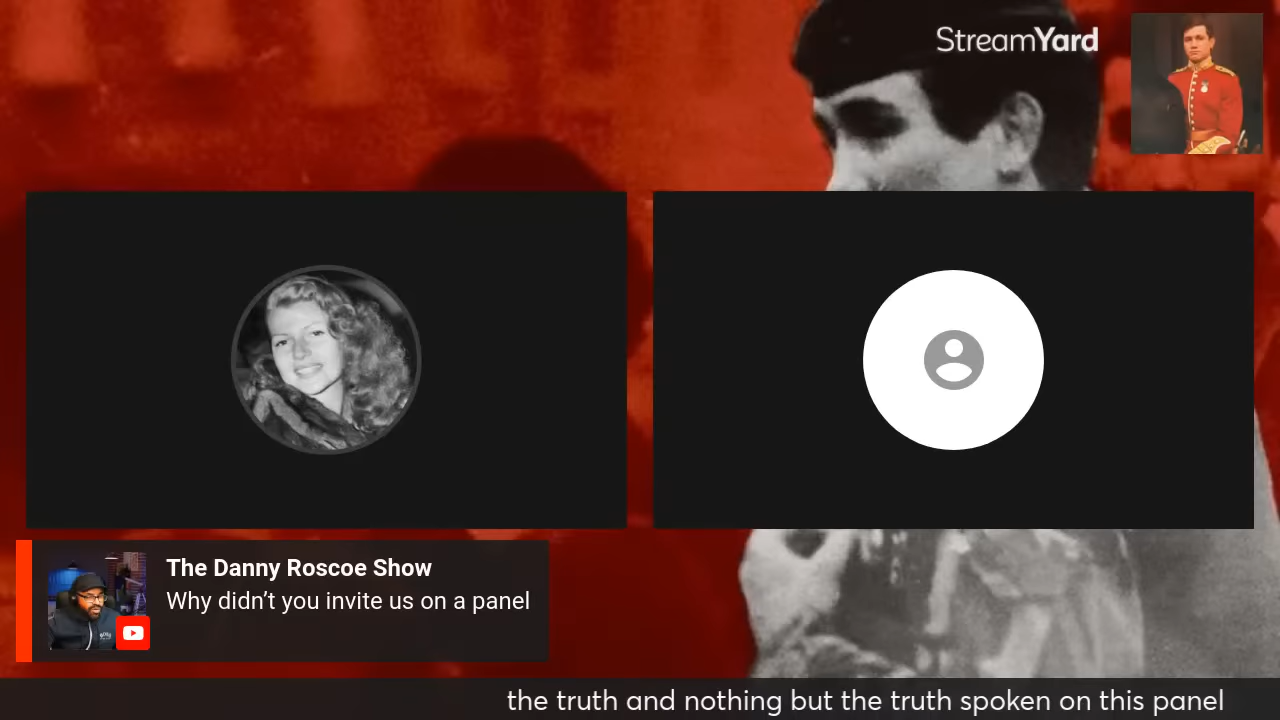 StreamYard
The Danny Roscoe Show
Why didn’t you invite us on a panel
the truth and nothing but the truth spoken on this panel